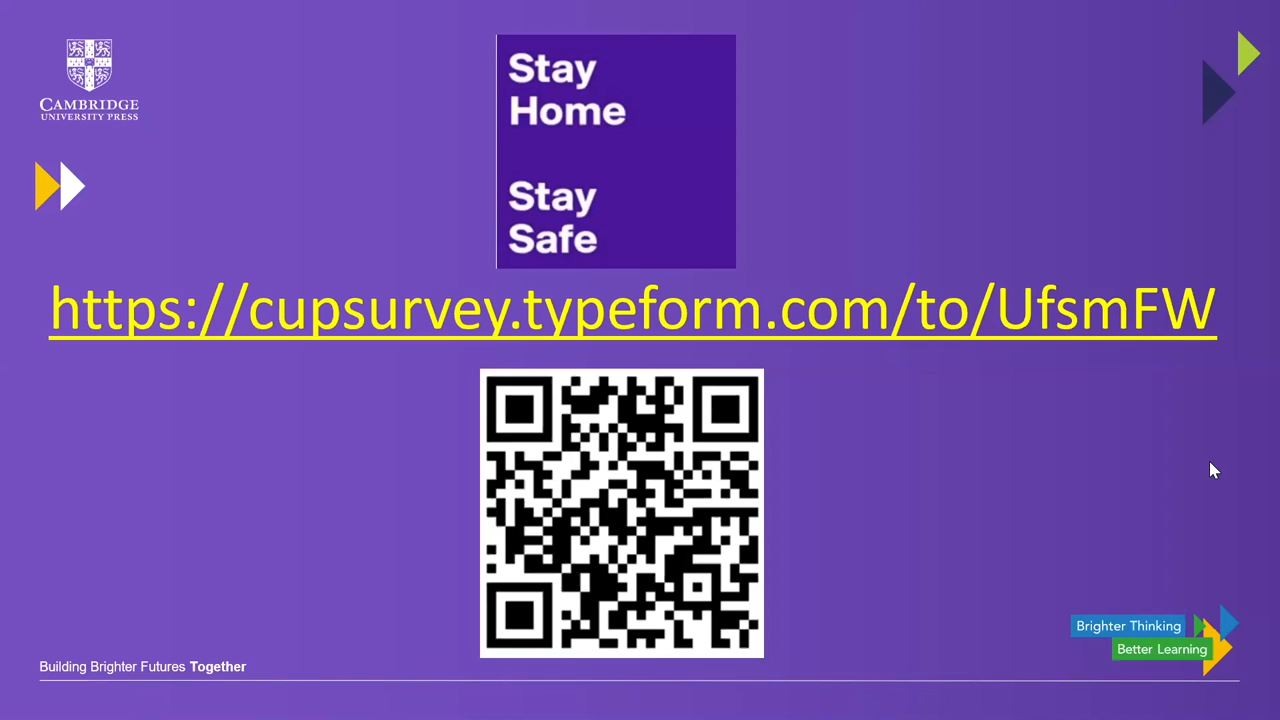 CAMBRIDGE
UNIVERSITY PRESS
Stay
Home
Stay
Safe
https://cupsurvey.typeform.com/to/UfsmFW
Brighter Thinking
Better Learning
Building Brighter Futures Together